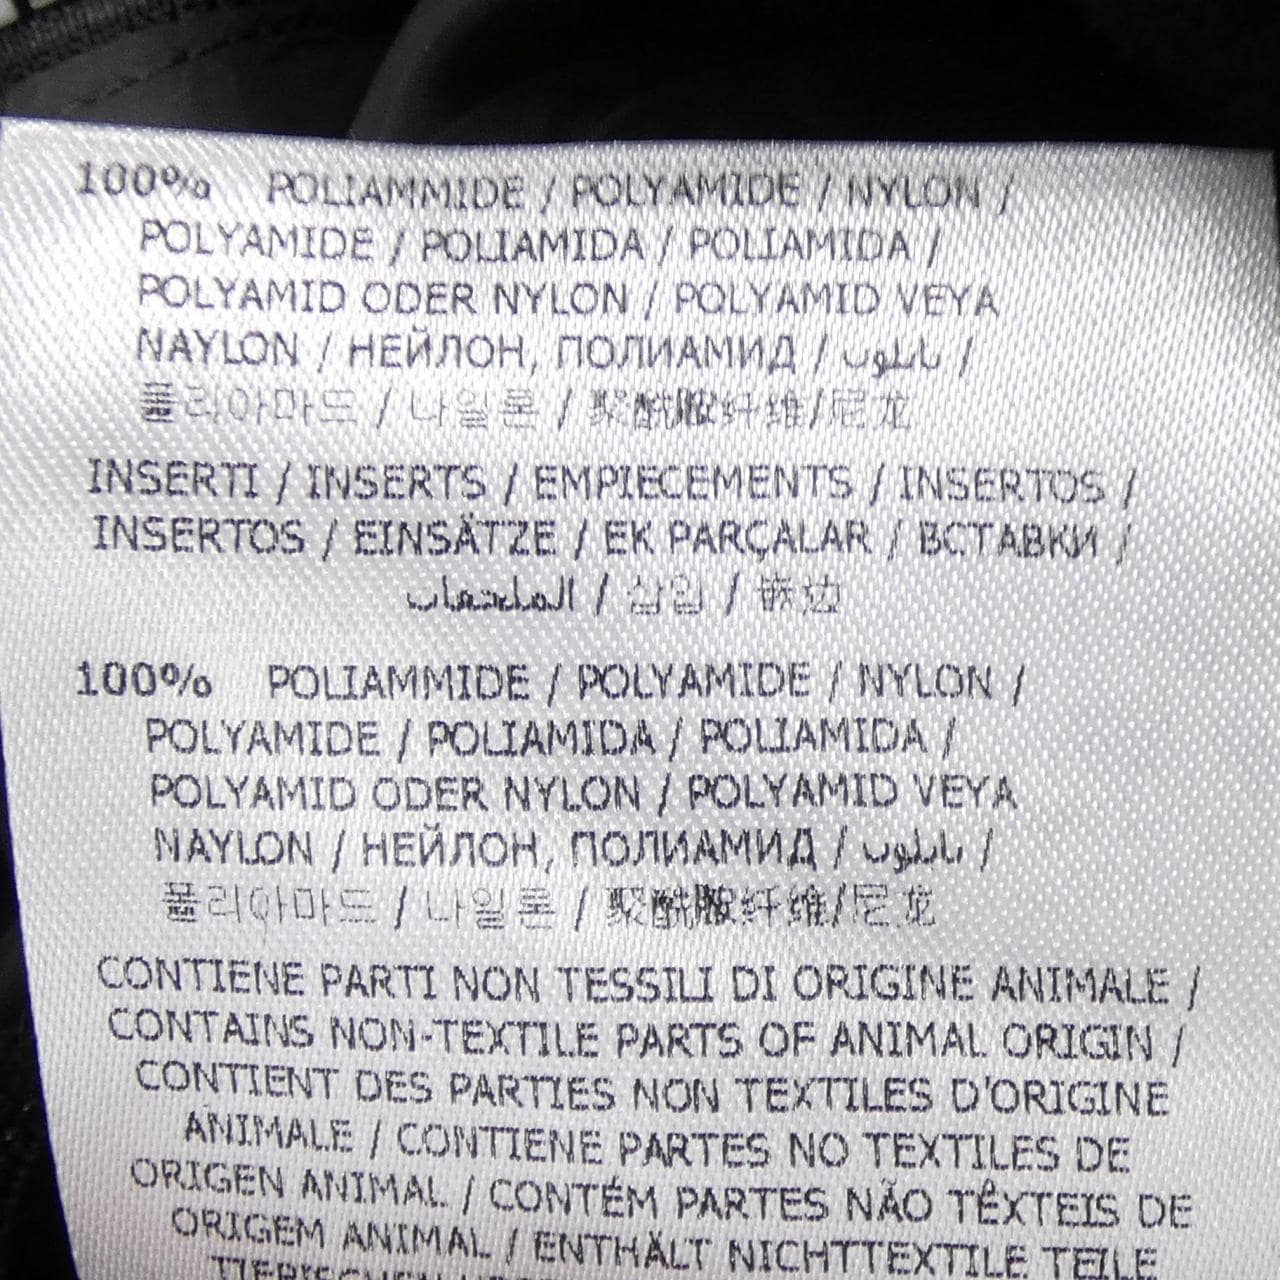 100% POLIAMMIDE / POLYAMIDE / NYLON /
POLYAMIDE / POLIAMIDA / POLIAMIDA /
POLYAMID ODER NYLON / POLYAMID VEYA
NAYLON / НЕЙЛОН, ПОЛИАМИД / نايلون /
폴리아마드 / 나일론 / 聚酰胺纤维/尼龙
INSERTI / INSERTS / EMPIECEMENTS / INSERTOS /
INSERTOS / EINSÄTZE / EK PARÇALAR / ВСТАВКИ /
الملحقات / 삽입 / 嵌边
100% POLIAMMIDE / POLYAMIDE / NYLON /
POLYAMIDE / POLIAMIDA / POLIAMIDA /
POLYAMID ODER NYLON / POLYAMID VEYA
NAYLON / НЕЙЛОН, ПОЛИАМИД / نايلون /
폴리아마드 / 나일론 / 聚酰胺纤维/尼龙
CONTIENE PARTI NON TESSILI DI ORIGINE ANIMALE /
CONTAINS NON-TEXTILE PARTS OF ANIMAL ORIGIN /
CONTIENT DES PARTIES NON TEXTILES D'ORIGINE
ANIMALE / CONTIENE PARTES NO TEXTILES DE
ORIGEN ANIMAL / CONTÉM PARTES NÃO TÊXTEIS DE
ORIGEM ANIMAL / ENTHÄLT NICHTTEXTILE TEILE